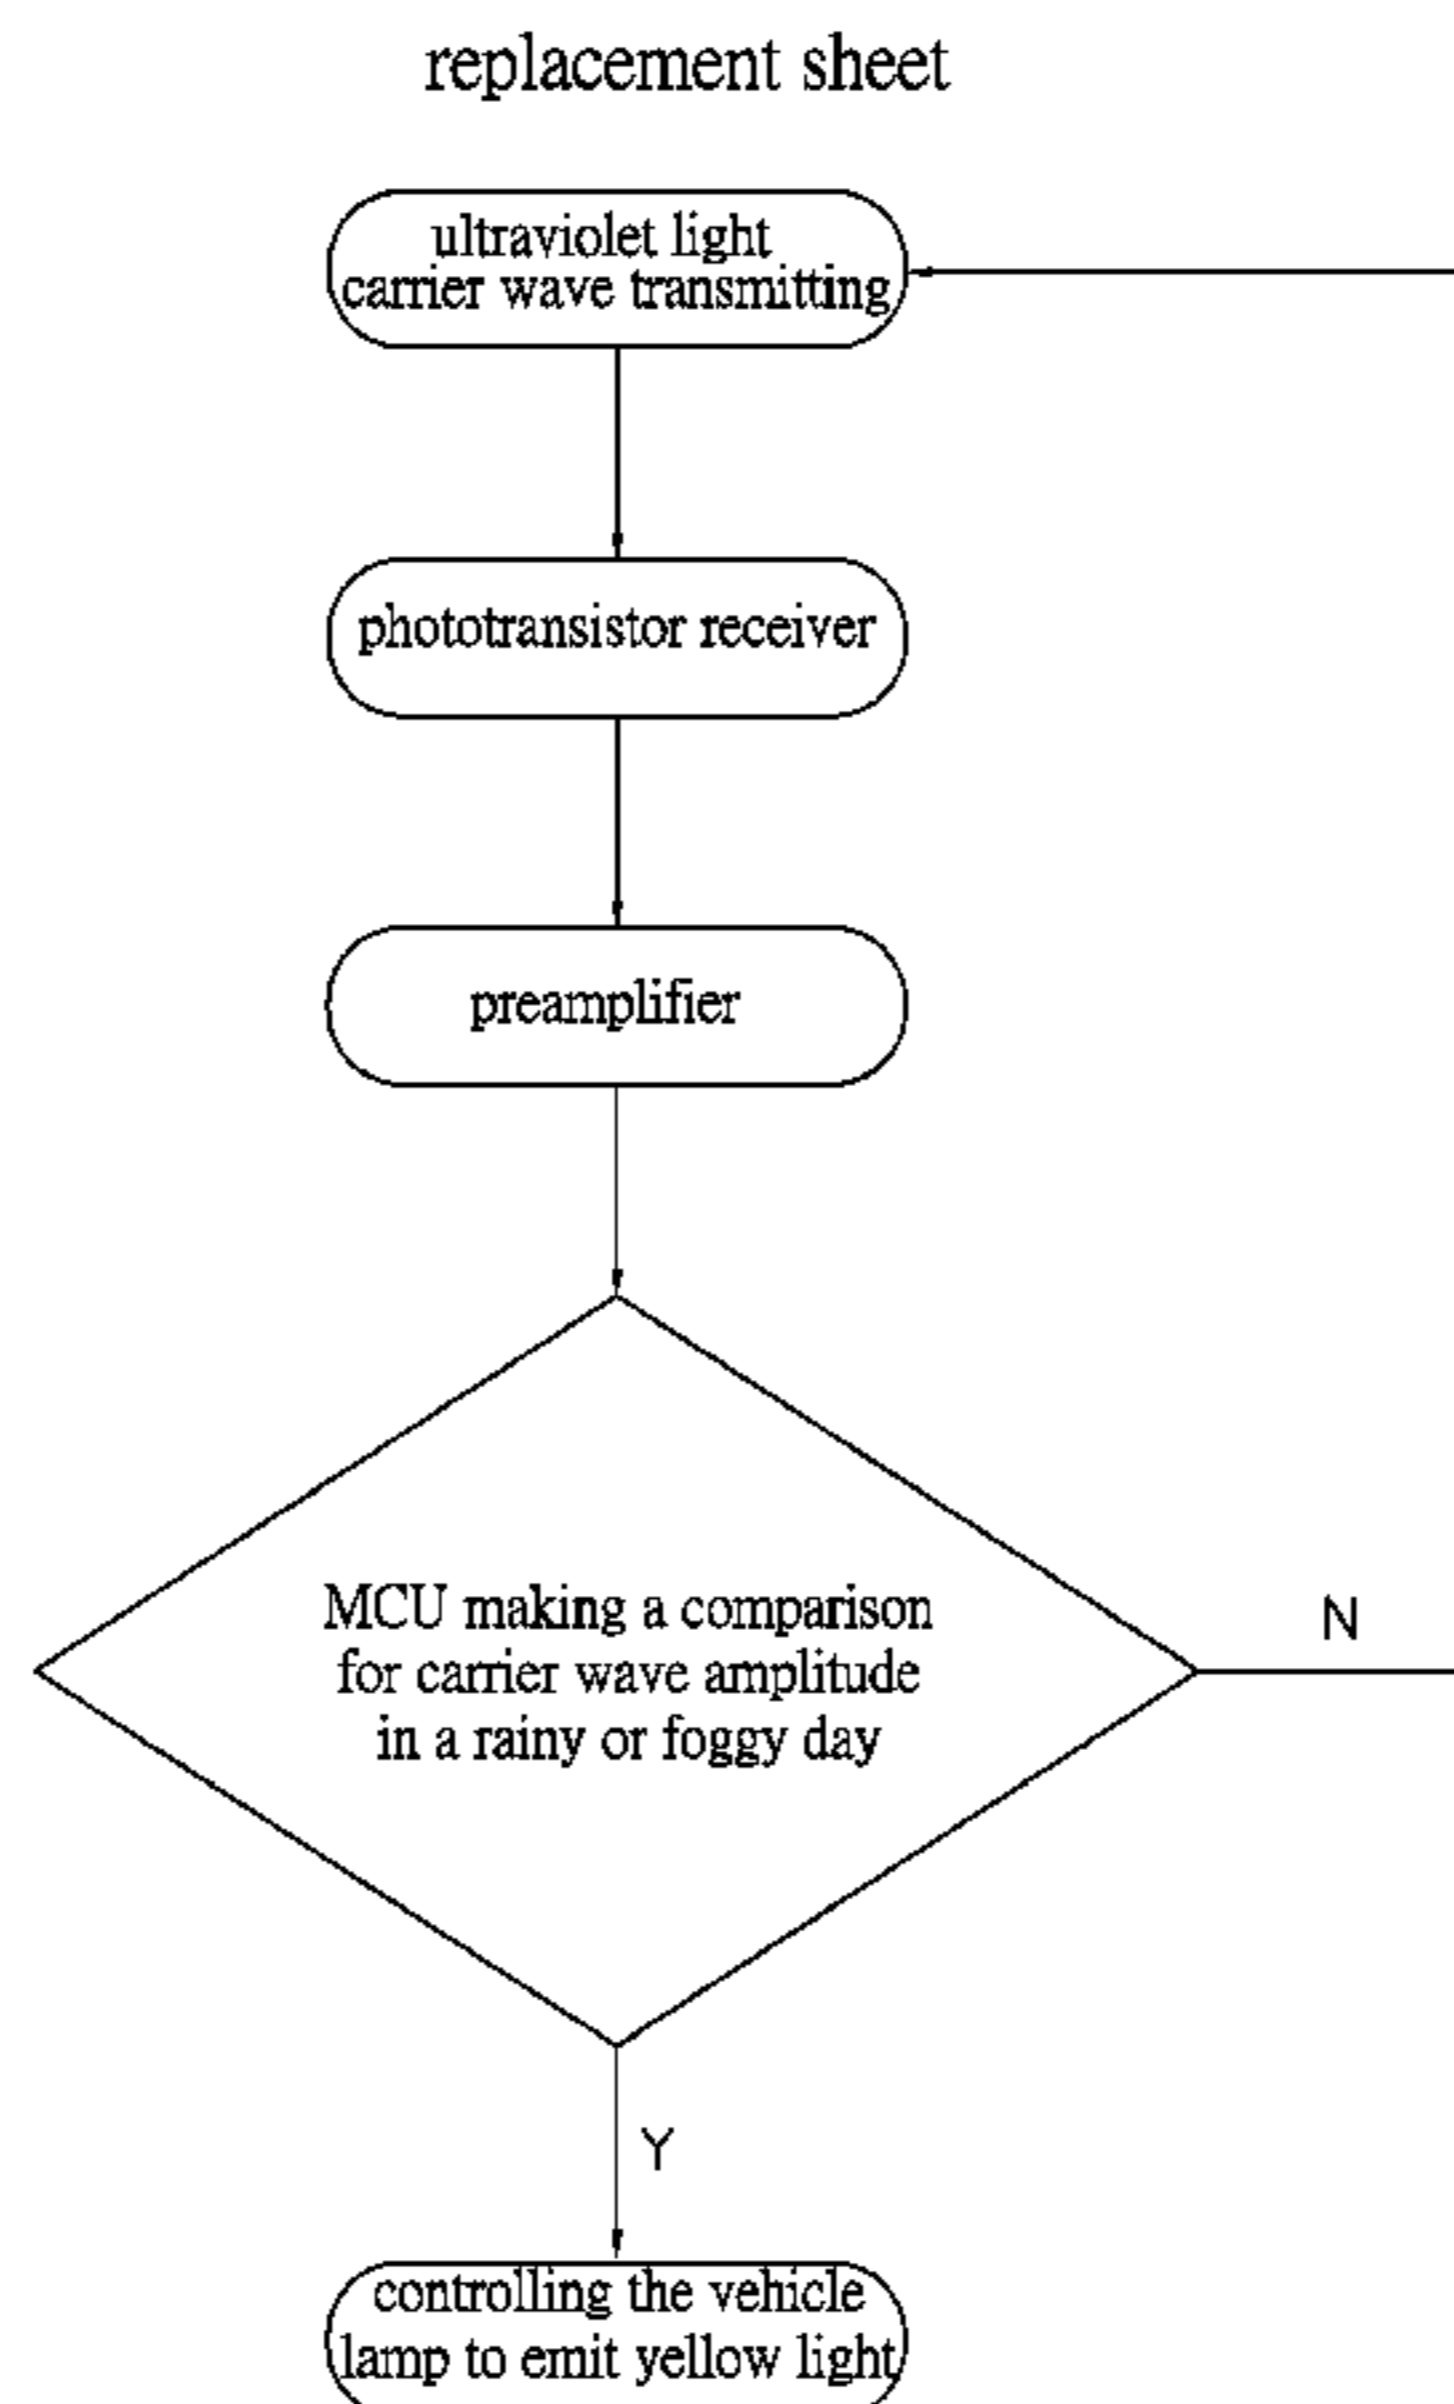 replacement sheet
ultraviolet light
carrier wave transmitting
phototransistor receiver
preamplifier
MCU making a comparison
for carrier wave amplitude
in a rainy or foggy day
N
Y
controlling the vehicle
lamp to emit yellow light